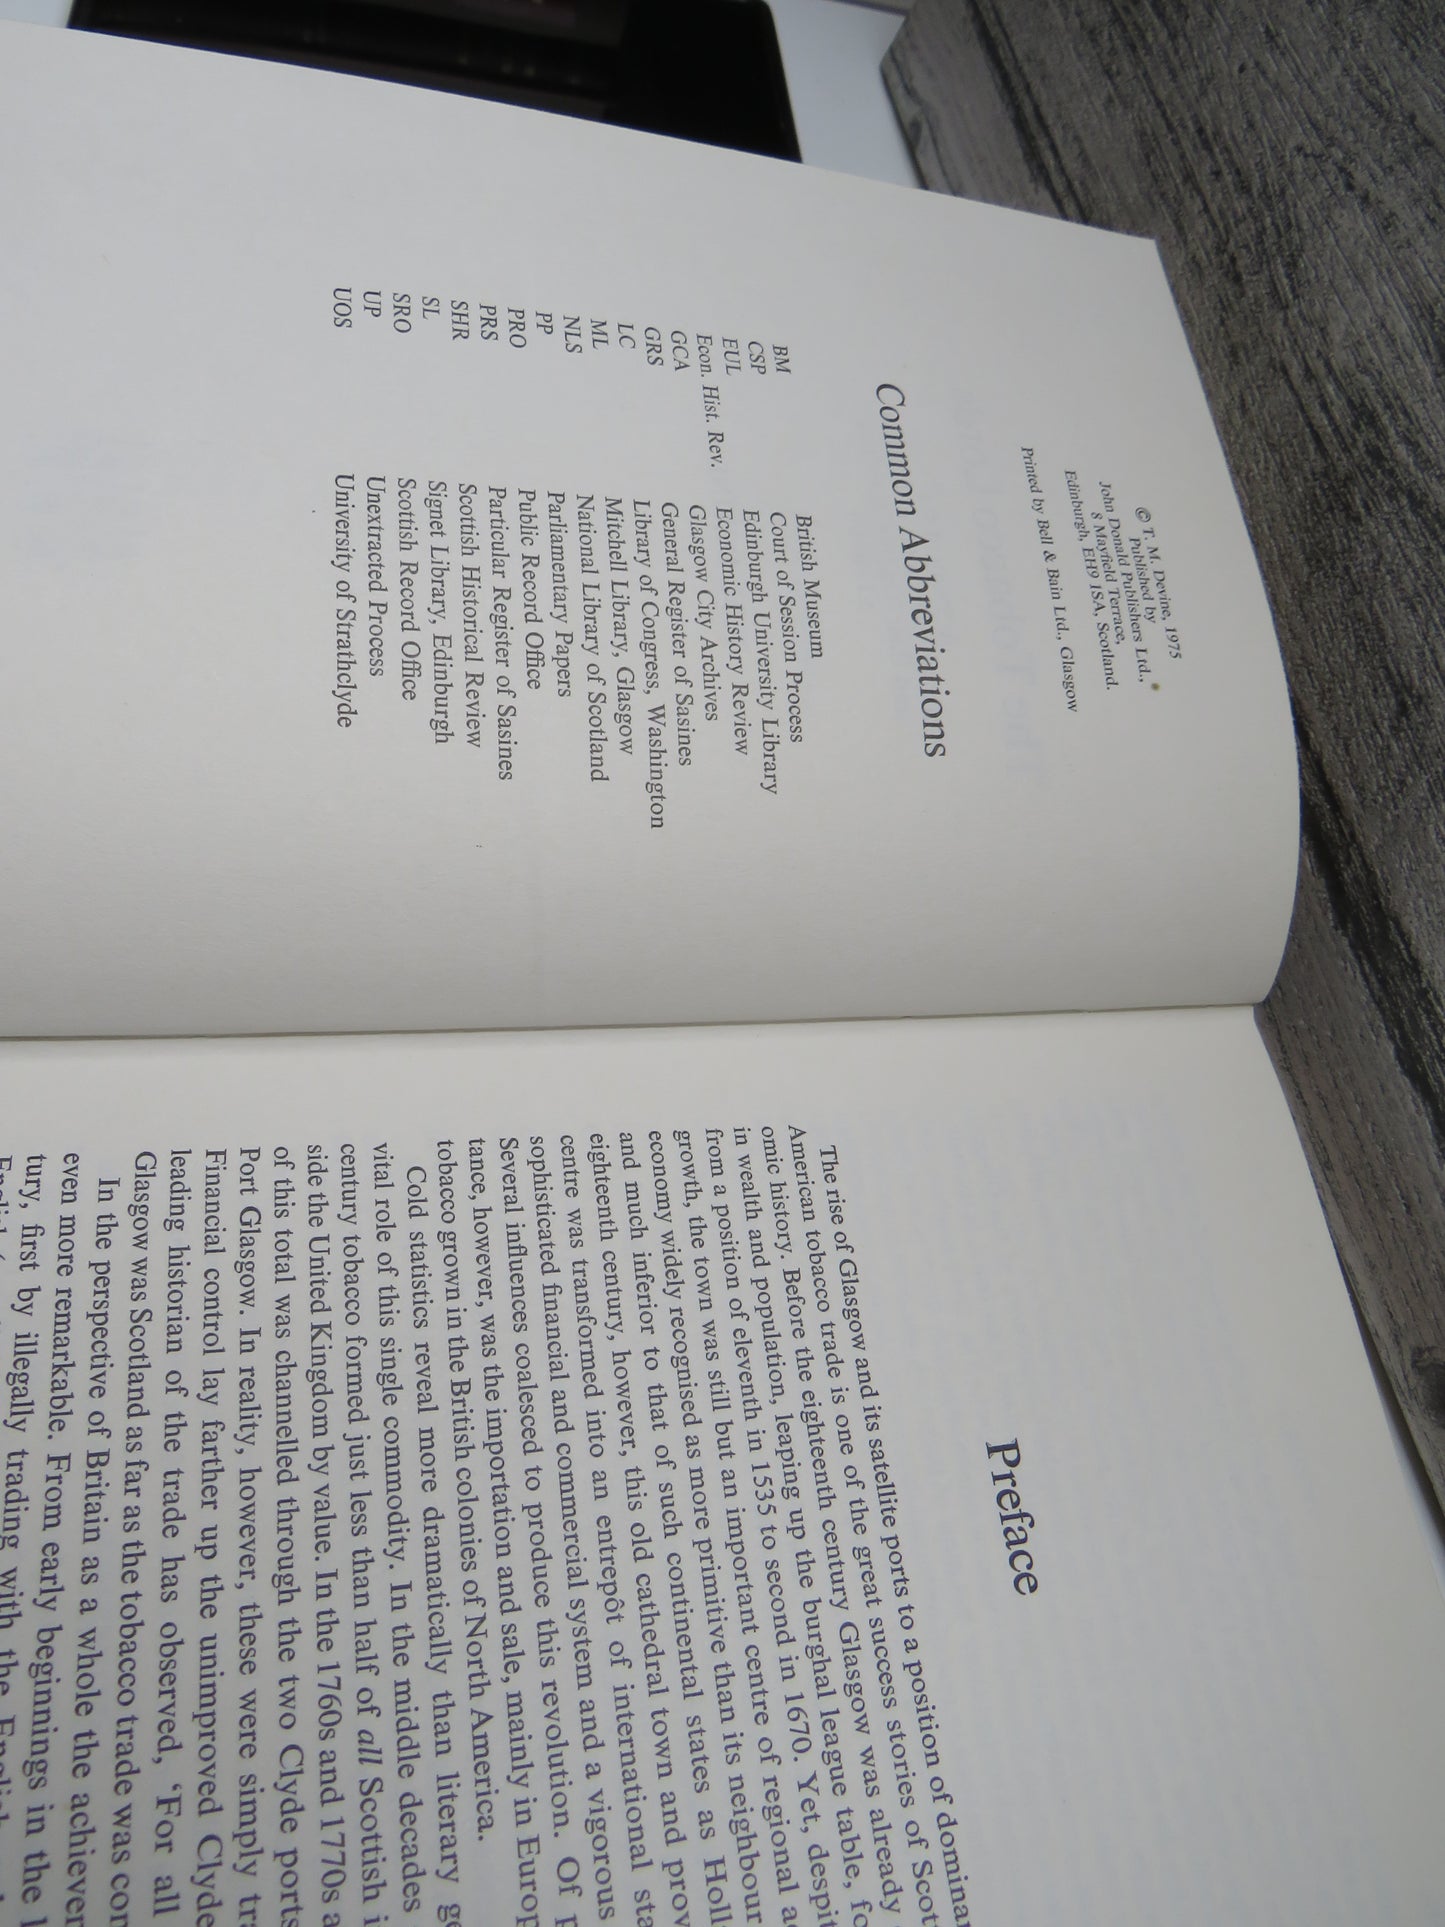 © T. M. Devine, 1975
Published by
John Donald Publishers Ltd.,
8 Mayfield Terrace,
Edinburgh, EH9 1SA, Scotland.
Printed by Bell & Bain Ltd., Glasgow
Common Abbreviations
BM British Museum
CSP Court of Session Process
EUL Edinburgh University Library
Econ. Hist. Rev. Economic History Review
GCA Glasgow City Archives
GRS General Register of Sasines
LC Library of Congress, Washington
ML Mitchell Library, Glasgow
NLS National Library of Scotland
PP Parliamentary Papers
PRO Public Record Office
PRS Particular Register of Sasines
SHR Scottish Historical Review
SL Signet Library, Edinburgh
SRO Scottish Record Office
UP Unextracted Process
UOS University of Strathclyde
Preface
The rise of Glasgow and its satellite ports to a position of
American tobacco trade is one of the great success stories of
omic history. Before the eighteenth century Glasgow was already
in wealth and population, leaping up the burghal league table,
from a position of eleventh in 1535 to second in 1670. Yet,
growth, the town was still but an important centre of regional
economy widely recognised as more primitive than its
and much inferior to that of such continental states as
eighteenth century, however, this old cathedral town and
centre was transformed into an entrepôt of international
sophisticated financial and commercial system and a vigorous
Several influences coalesced to produce this revolution. Of
tance, however, was the importation and sale, mainly in
tobacco grown in the British colonies of North America.
Cold statistics reveal more dramatically than literary
vital role of this single commodity. In the middle decades
century tobacco formed just less than half of all Scottish
side the United Kingdom by value. In the 1760s and 1770s
of this total was channelled through the two Clyde ports
Port Glasgow. In reality, however, these were simply
Financial control lay farther up the unimproved Clyde
leading historian of the trade has observed, ‘For all
Glasgow was Scotland as far as the tobacco trade was
In the perspective of Britain as a whole the
even more remarkable. From early beginnings in the
tury, first by illegally trading with the